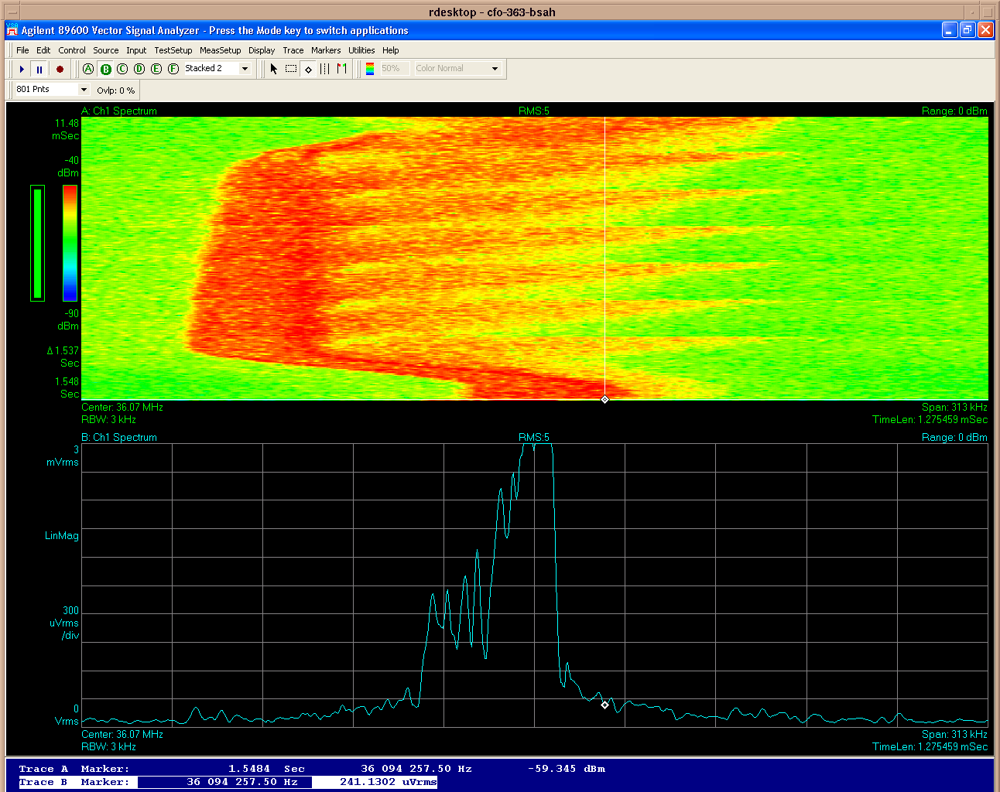 rdesktop - cfo-363-bsah
VSA Agilent 89600 Vector Signal Analyzer - Press the Mode key to switch applications
File Edit Control Source Input TestSetup MeasSetup Display Trace Markers Utilities Help
A B C D E F Stacked 2 50% Color Normal
801 Pnts Ovlp: 0 %
A: Ch1 Spectrum RMS:5 Range: 0 dBm
11.48
mSec
-40
dBm
-90
dBm
Δ 1.537
Sec
1.548
Sec
Center: 36.07 MHz Span: 313 kHz
RBW: 3 kHz TimeLen: 1.275459 mSec
B: Ch1 Spectrum RMS:5 Range: 0 dBm
3
mVrms
LinMag
300
uVrms
/div
0
Vrms
Center: 36.07 MHz Span: 313 kHz
RBW: 3 kHz TimeLen: 1.275459 mSec
Trace A Marker: 1.5484 Sec 36 094 257.50 Hz -59.345 dBm
Trace B Marker: 36 094 257.50 Hz 241.1302 uVrms